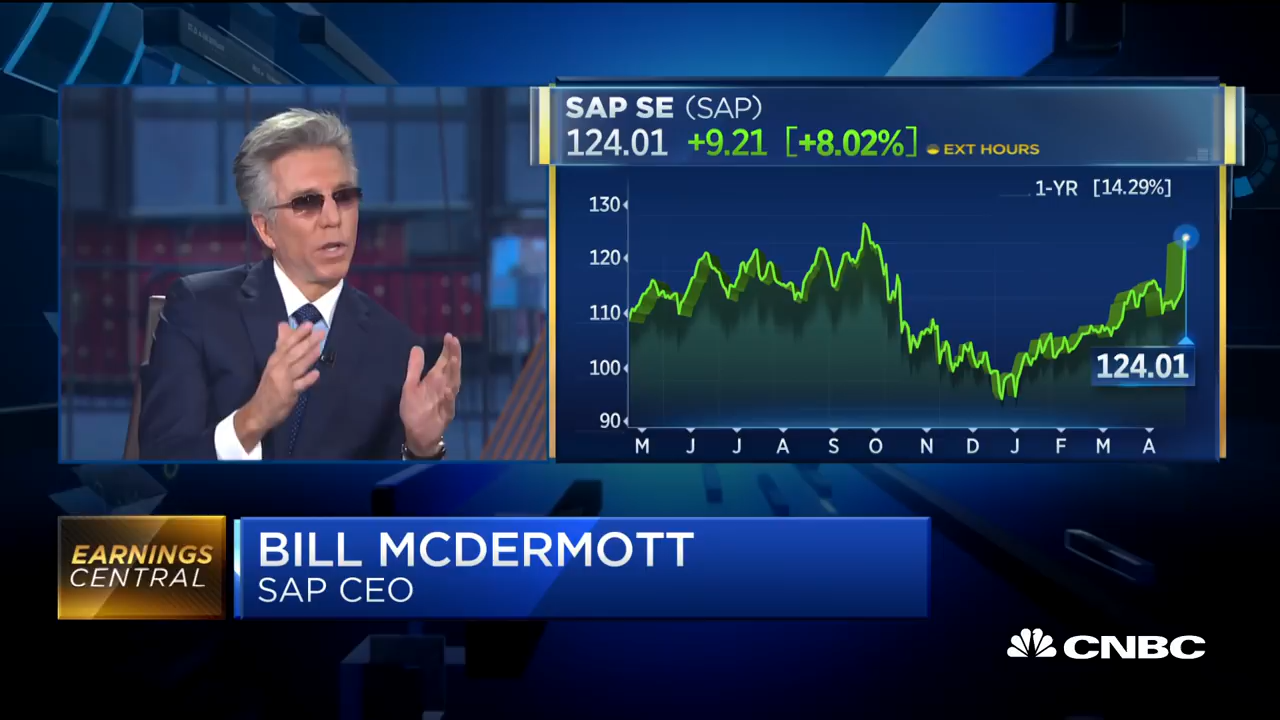 SAP SE (SAP)
124.01 +9.21 [+8.02%] EXT HOURS
1-YR [14.29%]
130
120
110
100
90
124.01
M J J A S O N D J F M A
EARNINGS
CENTRAL
BILL MCDERMOTT
SAP CEO
CNBC